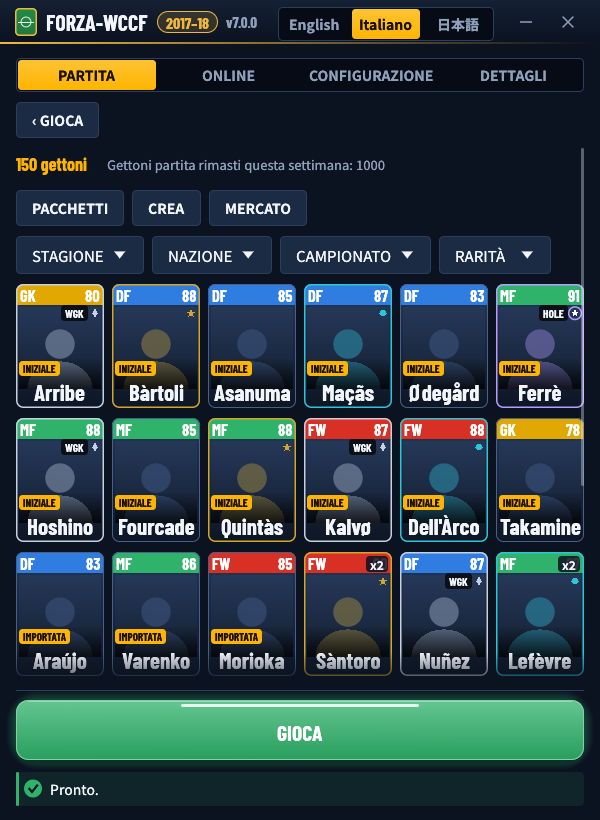 FORZA-WCCF 2017-18 v7.0.0 English Italiano 日本語
PARTITA ONLINE CONFIGURAZIONE DETTAGLI
‹ GIOCA
150 gettoni Gettoni partita rimasti questa settimana: 1000
PACCHETTI CREA MERCATO
STAGIONE NAZIONE CAMPIONATO RARITÀ
GK 80 DF 88 DF 85 DF 87 DF 83 MF 91
WGK HOLE
INIZIALE INIZIALE INIZIALE INIZIALE INIZIALE INIZIALE
Arribe Bàrtoli Asanuma Maçãs Ødegård Ferrè
MF 88 MF 85 MF 88 FW 87 FW 88 GK 78
WGK WGK
INIZIALE INIZIALE INIZIALE INIZIALE INIZIALE INIZIALE
Hoshino Fourcade Quintàs Kalvø Dell'Àrco Takamine
DF 83 MF 86 FW 85 FW x2 DF 87 MF x2
WGK
IMPORTATA IMPORTATA IMPORTATA
Araújo Varenko Morioka Sàntoro Nuñez Lefèvre
GIOCA
Pronto.